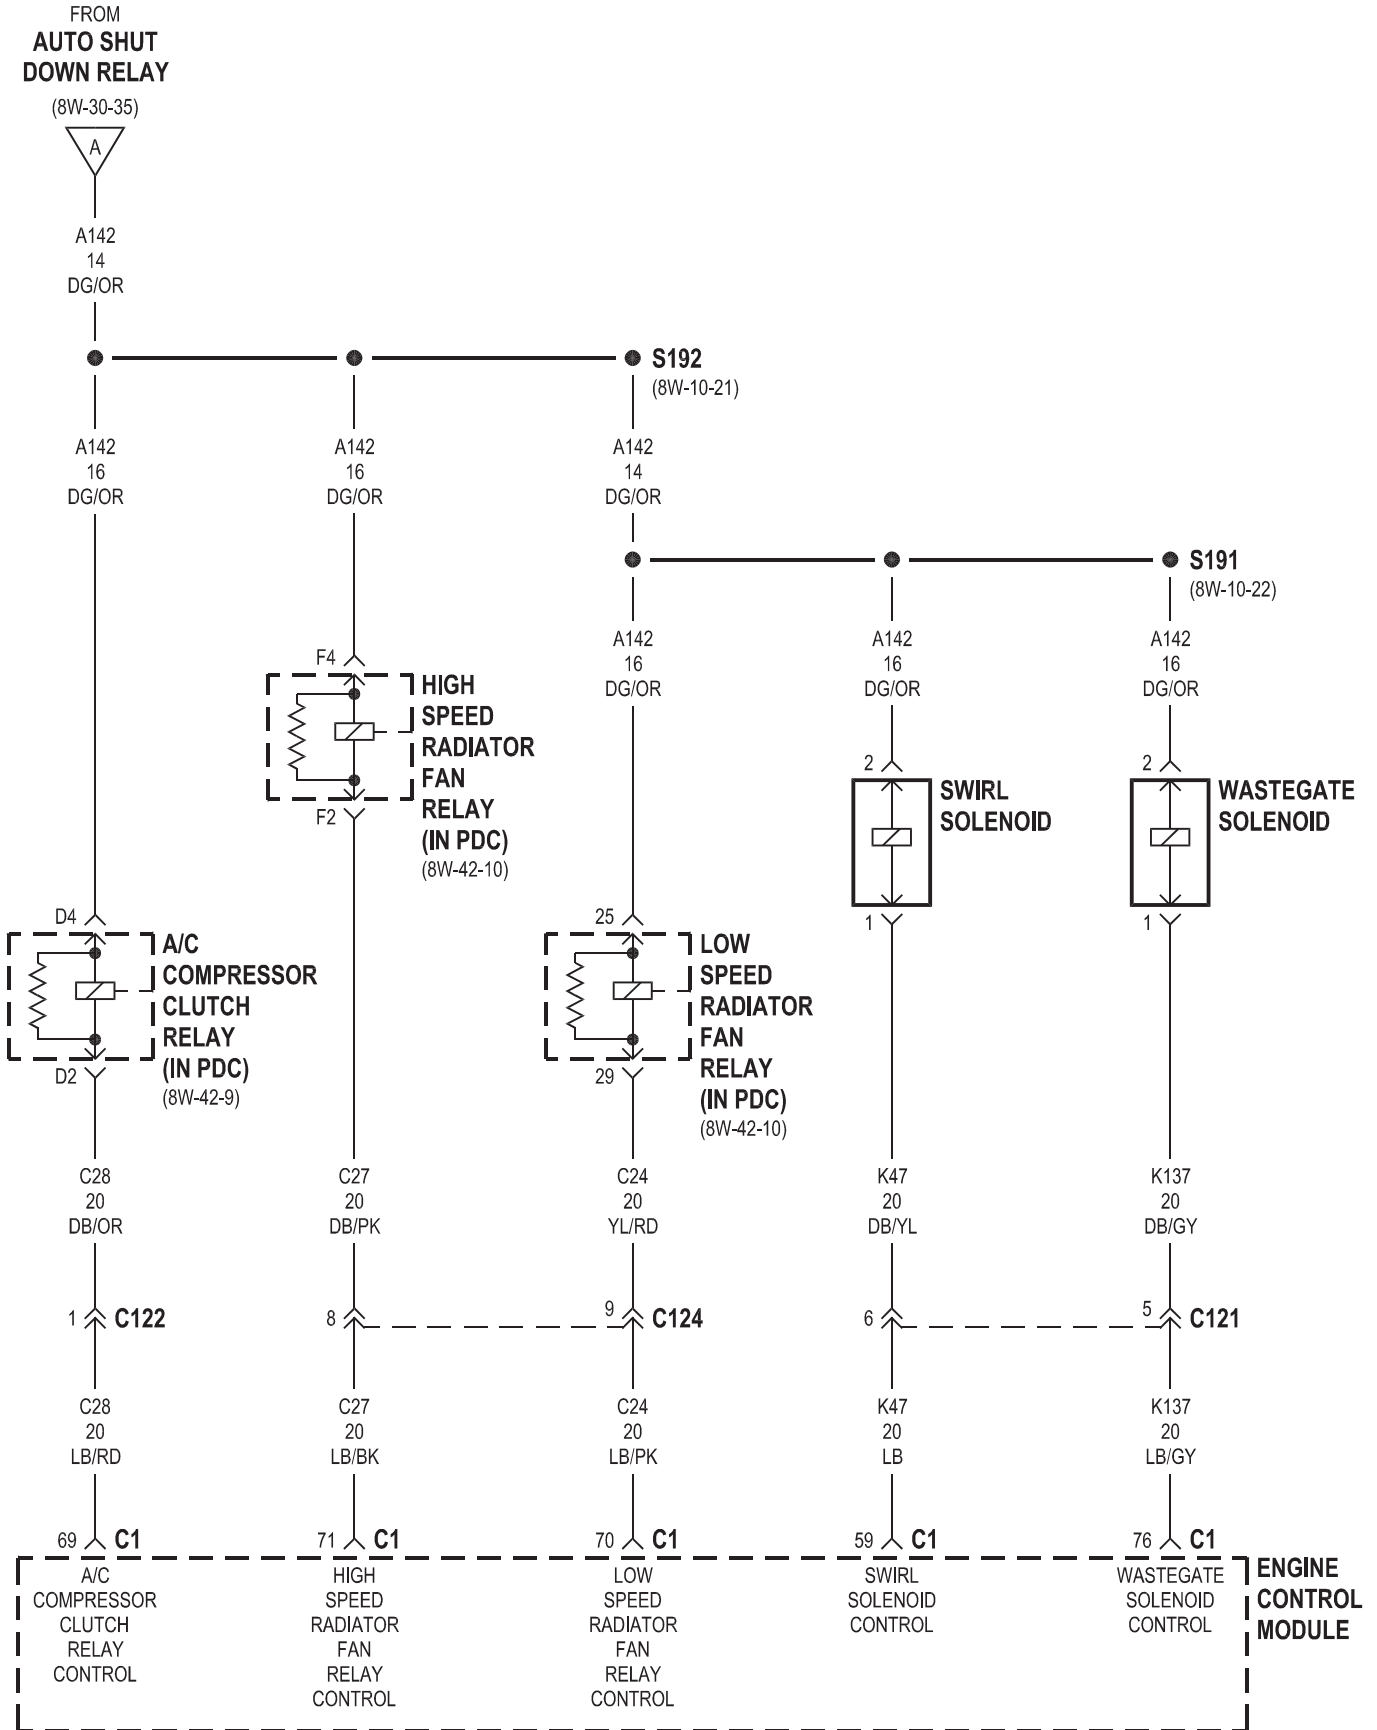 FROM
AUTO SHUT
DOWN RELAY
(8W-30-35)
A
A142
14
DG/OR
S192
(8W-10-21)
A142
16
DG/OR
A142
16
DG/OR
A142
14
DG/OR
S191
(8W-10-22)
A142
16
DG/OR
A142
16
DG/OR
A142
16
DG/OR
F4
HIGH
SPEED
RADIATOR
FAN
RELAY
(IN PDC)
(8W-42-10)
F2
2
SWIRL
SOLENOID
1
2
WASTEGATE
SOLENOID
1
D4
A/C
COMPRESSOR
CLUTCH
RELAY
(IN PDC)
(8W-42-9)
D2
25
LOW
SPEED
RADIATOR
FAN
RELAY
(IN PDC)
(8W-42-10)
29
C28
20
DB/OR
C27
20
DB/PK
C24
20
YL/RD
K47
20
DB/YL
K137
20
DB/GY
1 C122
8
9 C124
6
5 C121
C28
20
LB/RD
C27
20
LB/BK
C24
20
LB/PK
K47
20
LB
K137
20
LB/GY
69 C1
71 C1
70 C1
59 C1
76 C1
A/C
COMPRESSOR
CLUTCH
RELAY
CONTROL
HIGH
SPEED
RADIATOR
FAN
RELAY
CONTROL
LOW
SPEED
RADIATOR
FAN
RELAY
CONTROL
SWIRL
SOLENOID
CONTROL
WASTEGATE
SOLENOID
CONTROL
ENGINE
CONTROL
MODULE